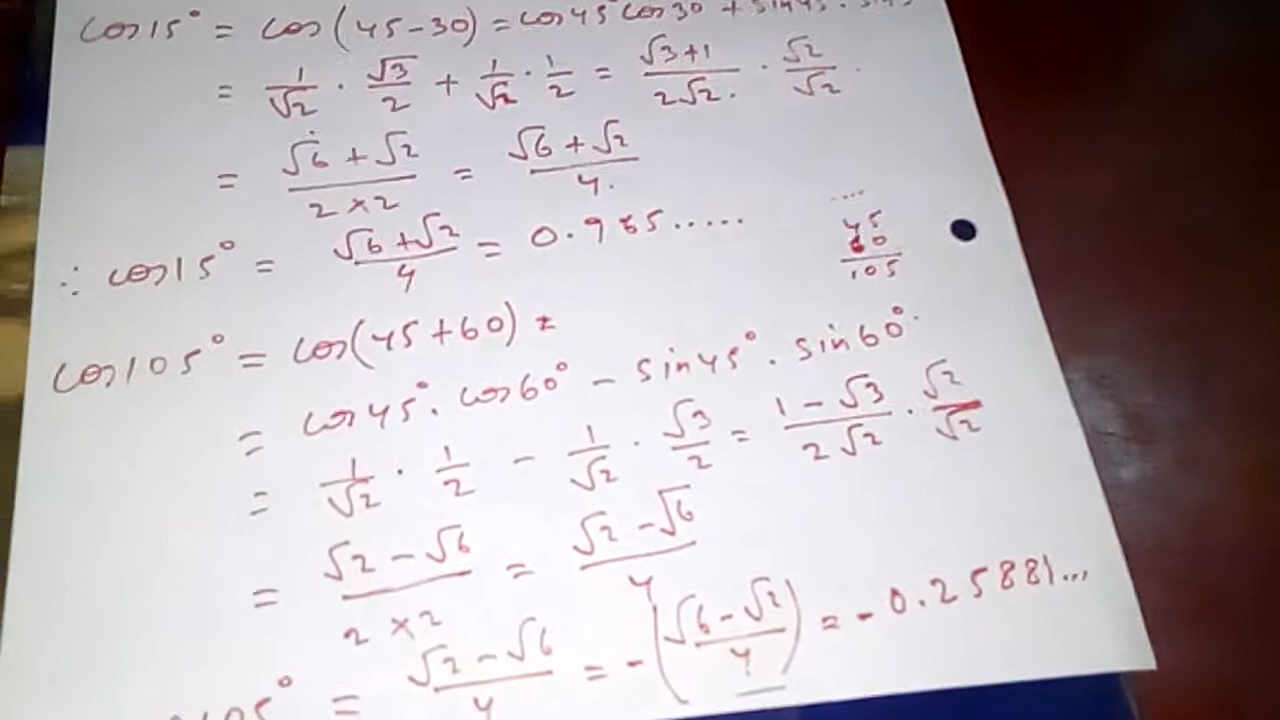 cos15° = cos(45-30) = cos45° cos30 + sin45 ·
= 1/√2 · √3/2 + 1/√2 · 1/2 = (√3+1)/(2√2) · √2/√2
= (√6+√2)/(2×2) = (√6+√2)/4.
∴ cos15° = (√6+√2)/4 = 0.965.....
45
60
105
cos105° = cos(45+60) =
= cos45°. cos60° - sin45°. sin60°.
= 1/√2 · 1/2 - 1/√2 · √3/2 = (1-√3)/(2√2) · √2/√2
= (√2-√6)/(2×2) = (√2-√6)/4
105° = (√2-√6)/4 = -((√6-√2)/4) = -0.25881...